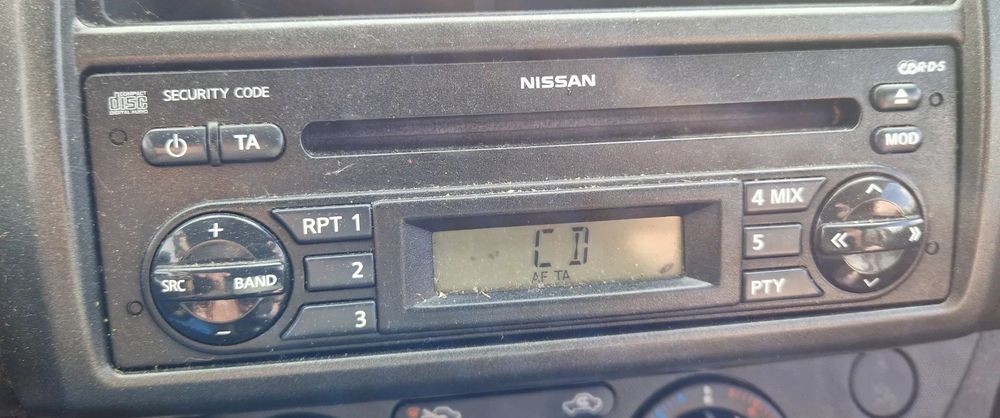 NISSAN
R·D·S
COMPACT
disc
DIGITAL AUDIO
SECURITY CODE
TA
MOD
RPT 1
4 MIX
+
SRC BAND
-
2
3
CD
AF TA
5
PTY